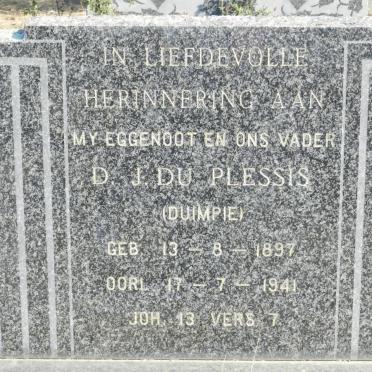 IN LIEFDEVOLLE
HERINNERING AAN
MY EGGENOOT EN ONS VADER
D. J. DU PLESSIS
(DUIMPIE)
GEB. 13 – 8 – 1897
OORL. 17 – 7 – 1941
JOH. 13 VERS 7.